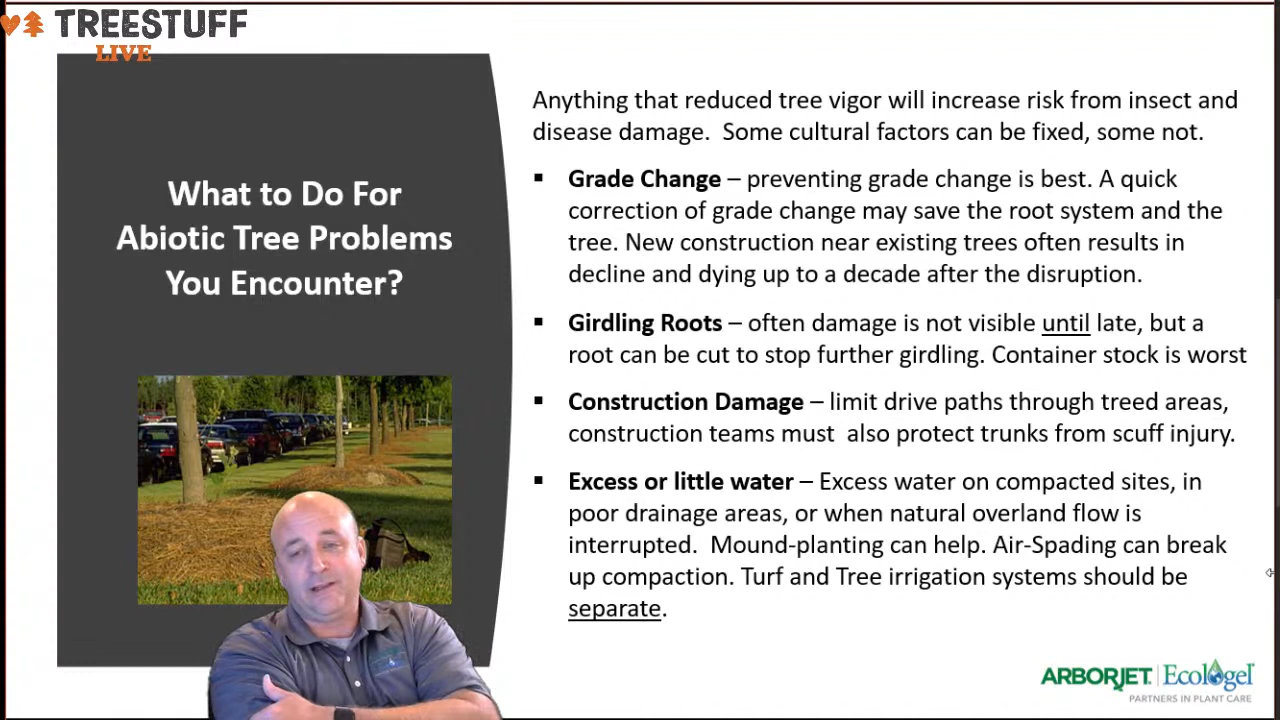 TREESTUFF
LIVE
What to Do For
Abiotic Tree Problems
You Encounter?
Anything that reduced tree vigor will increase risk from insect and
disease damage.  Some cultural factors can be fixed, some not.
▪ Grade Change – preventing grade change is best. A quick
correction of grade change may save the root system and the
tree. New construction near existing trees often results in
decline and dying up to a decade after the disruption.
▪ Girdling Roots – often damage is not visible until late, but a
root can be cut to stop further girdling. Container stock is worst
▪ Construction Damage – limit drive paths through treed areas,
construction teams must  also protect trunks from scuff injury.
▪ Excess or little water – Excess water on compacted sites, in
poor drainage areas, or when natural overland flow is
interrupted.  Mound-planting can help. Air-Spading can break
up compaction. Turf and Tree irrigation systems should be
separate.
ARBORJET | Ecologel
PARTNERS IN PLANT CARE